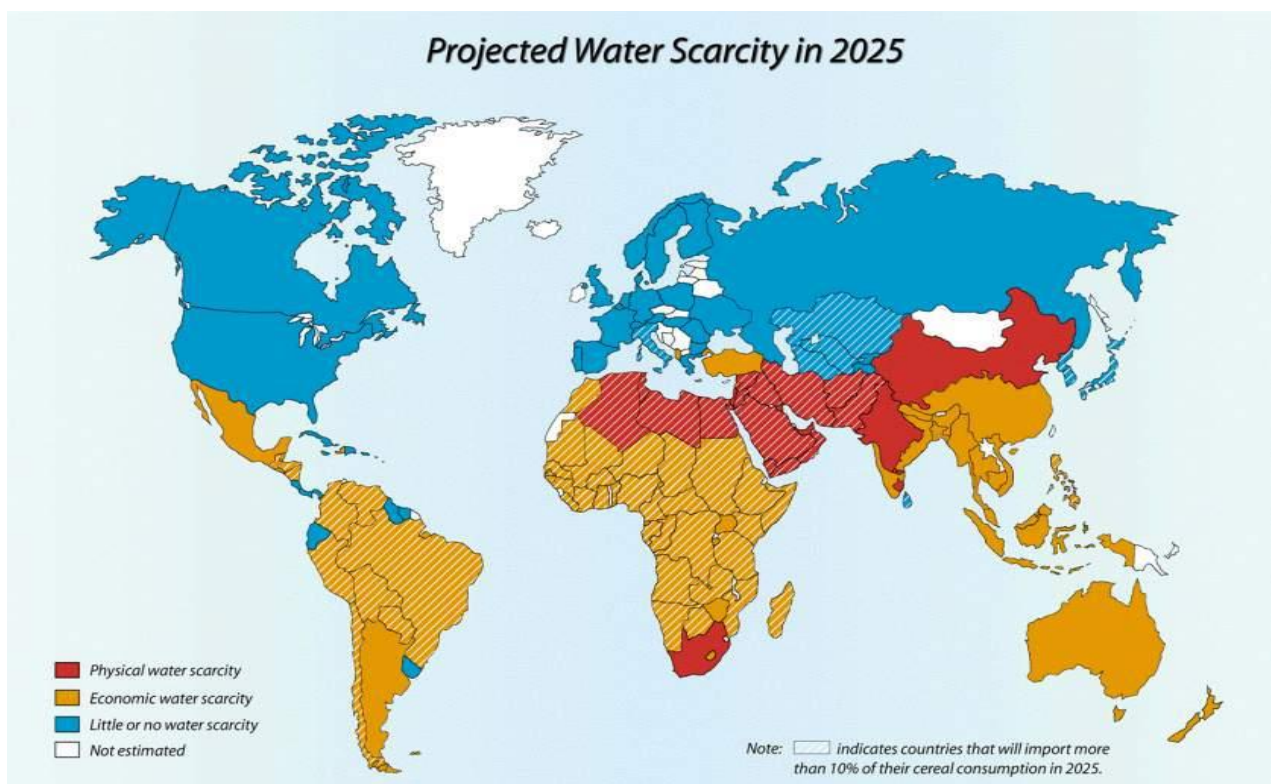 Projected Water Scarcity in 2025
Physical water scarcity
Economic water scarcity
Little or no water scarcity
Not estimated
Note: indicates countries that will import more
than 10% of their cereal consumption in 2025.